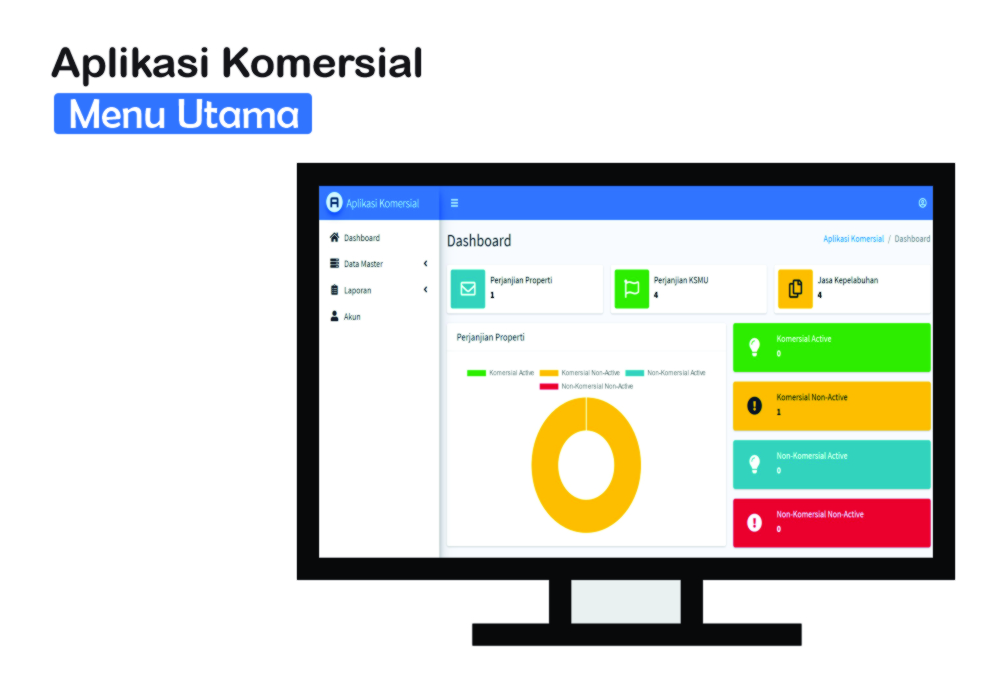 Aplikasi Komersial
Menu Utama
A Aplikasi Komersial
Dashboard
Data Master
Laporan
Akun
Dashboard
Aplikasi Komersial / Dashboard
Perjanjian Properti
1
Perjanjian KSMU
4
Jasa Kepelabuhan
4
Perjanjian Properti
Komersial Active Komersial Non-Active Non-Komersial Active
Non-Komersial Non-Active
Komersial Active
0
Komersial Non-Active
1
Non-Komersial Active
0
Non-Komersial Non-Active
0